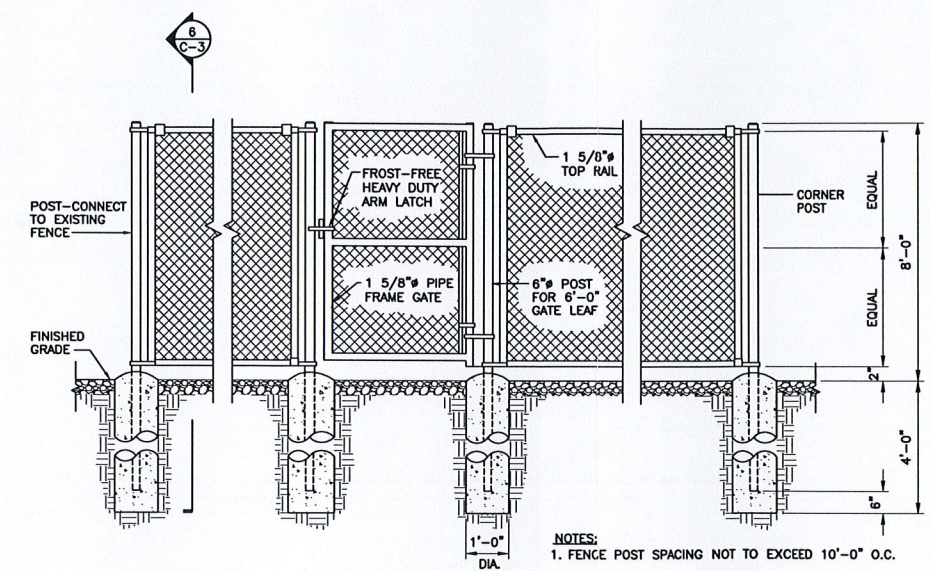 6
C-3
FROST-FREE
HEAVY DUTY
ARM LATCH
1 5/8"ø
TOP RAIL
CORNER
POST
POST-CONNECT
TO EXISTING
FENCE
1 5/8"ø PIPE
FRAME GATE
6"ø POST
FOR 6'-0"
GATE LEAF
EQUAL
EQUAL
8'-0"
FINISHED
GRADE
2"
4'-0"
6"
1'-0"
DIA.
NOTES:
1. FENCE POST SPACING NOT TO EXCEED 10'-0" O.C.